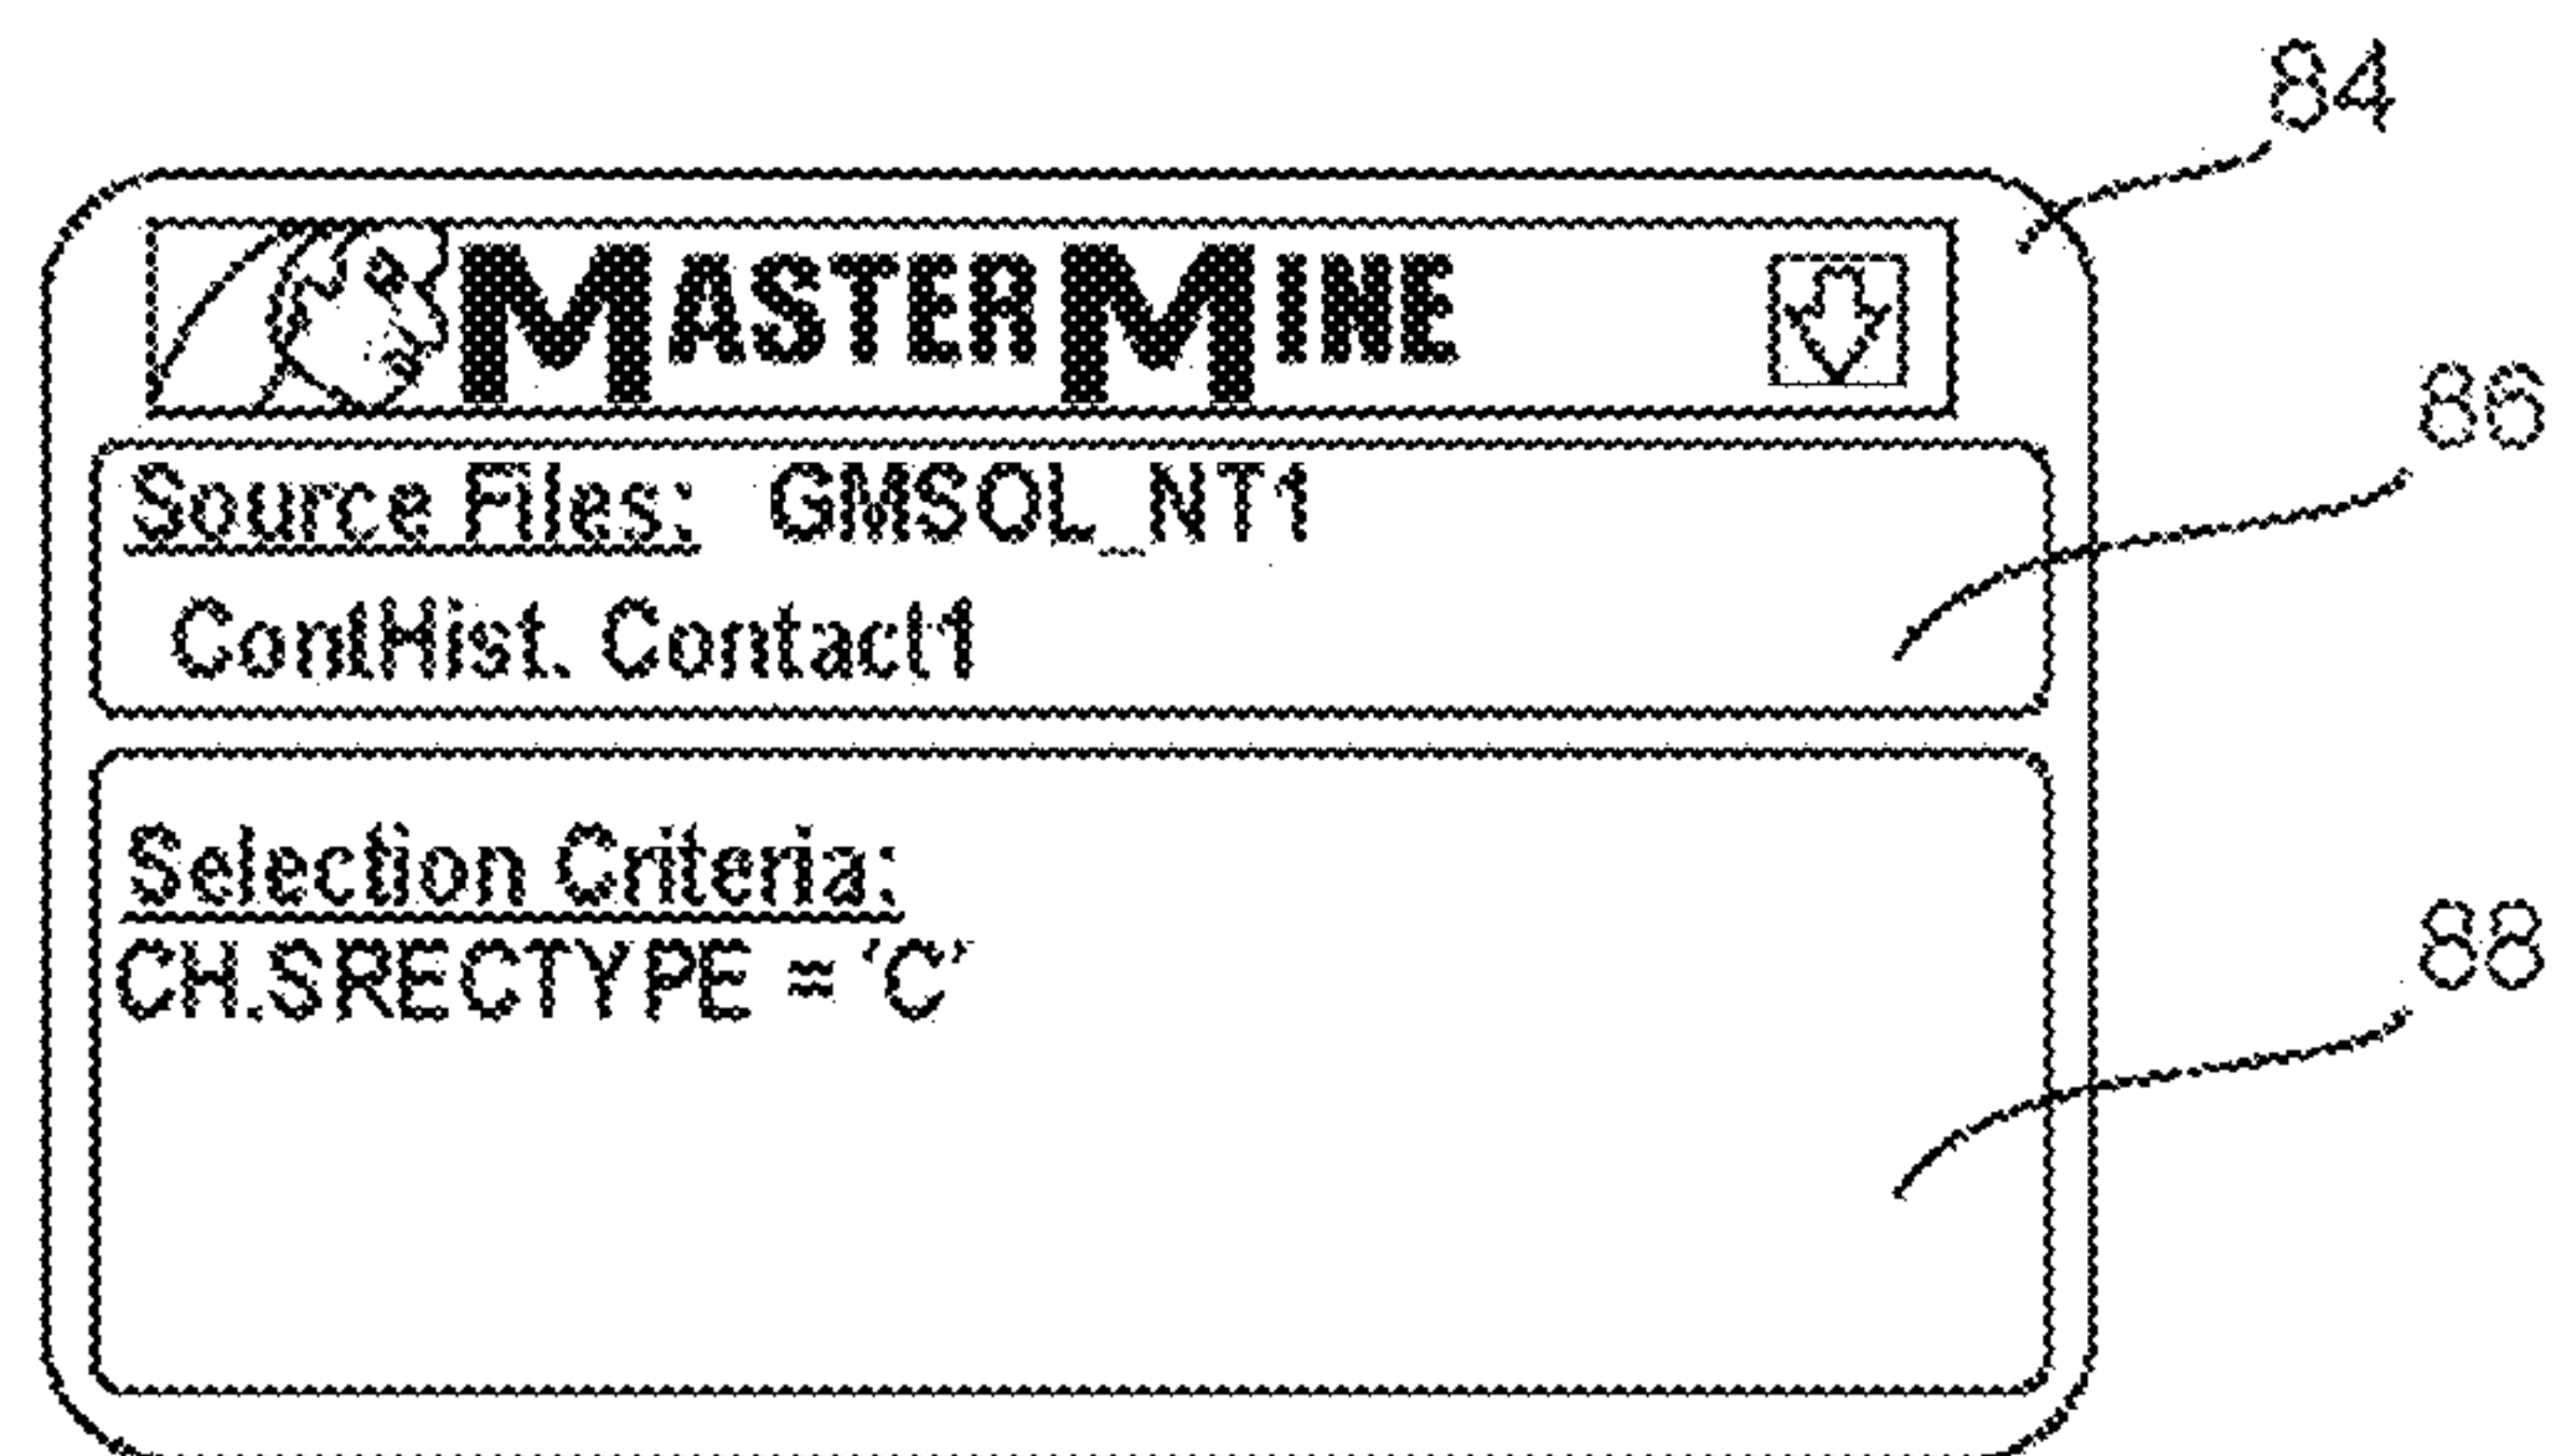 84
MASTERMINE
86
Source Files: GMSOL_NT1
ContHist. Contact1
88
Selection Criteria:
CH.SRECTYPE = 'C'